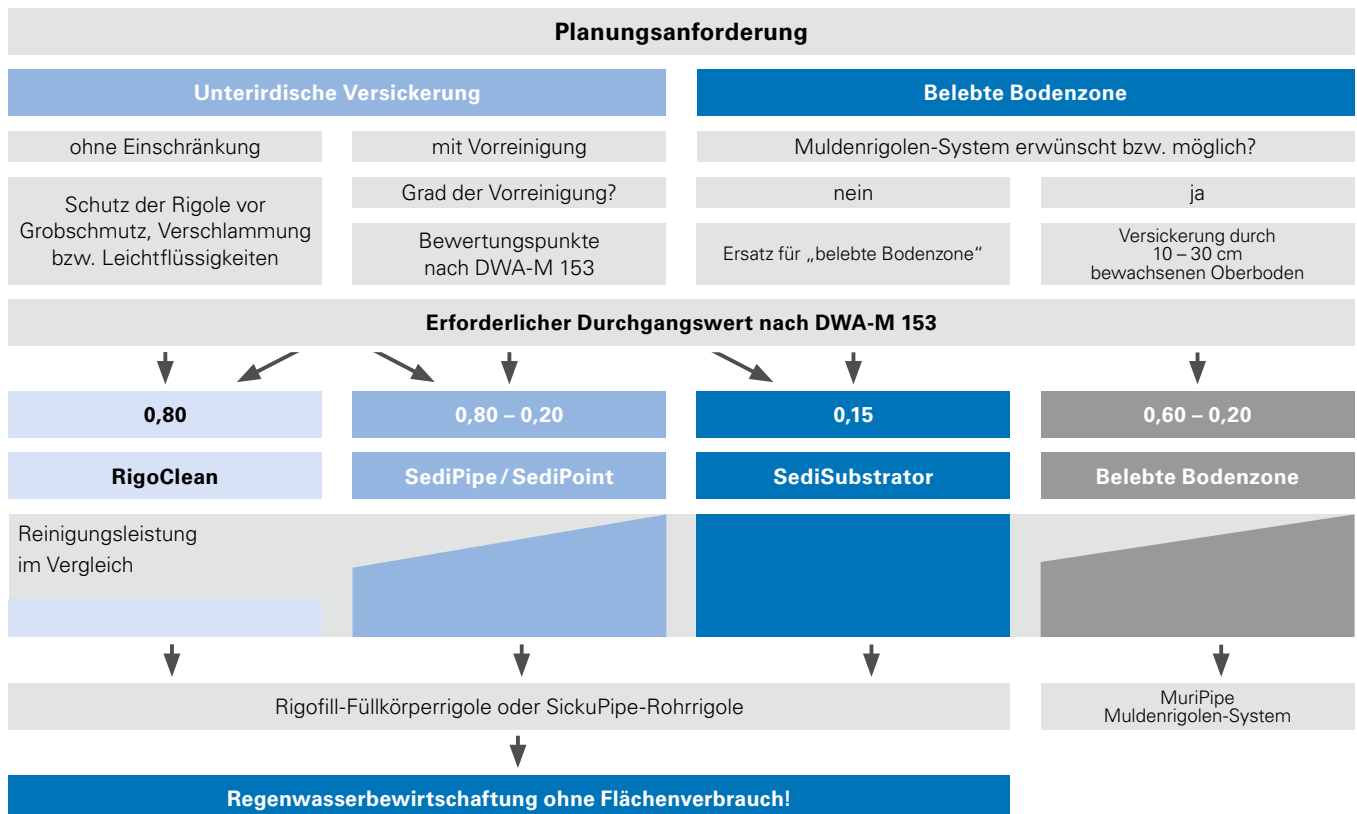 Planungsanforderung
Unterirdische Versickerung
Belebte Bodenzone
ohne Einschränkung
mit Vorreinigung
Muldenrigolen-System erwünscht bzw. möglich?
Schutz der Rigole vor
Grobschmutz, Verschlammung
bzw. Leichtflüssigkeiten
Grad der Vorreinigung?
Bewertungspunkte
nach DWA-M 153
nein
ja
Ersatz für „belebte Bodenzone“
Versickerung durch
10 – 30 cm
bewachsenen Oberboden
Erforderlicher Durchgangswert nach DWA-M 153
0,80
0,80 – 0,20
0,15
0,60 – 0,20
RigoClean
SediPipe / SediPoint
SediSubstrator
Belebte Bodenzone
Reinigungsleistung
im Vergleich
Rigofill-Füllkörperrigole oder SickuPipe-Rohrrigole
MuriPipe
Muldenrigolen-System
Regenwasserbewirtschaftung ohne Flächenverbrauch!